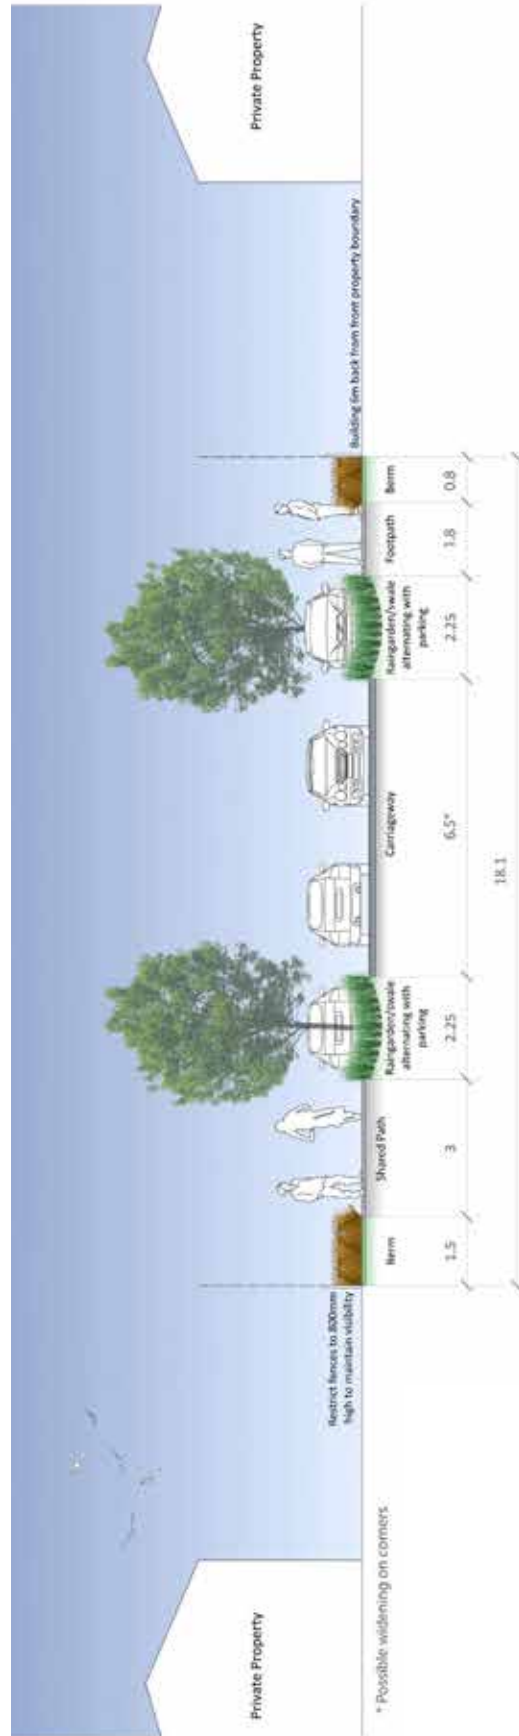 Private Property
Restrict fences to 800mm
high to maintain visibility
Building 6m back from front property boundary
Private Property
Berm
Shared Path
Raingarden/swale
alternating with
parking
Carriageway
Raingarden/swale
alternating with
parking
Footpath
Berm
1.5
3
2.25
6.5*
2.25
1.8
0.8
18.1
* Possible widening on corners